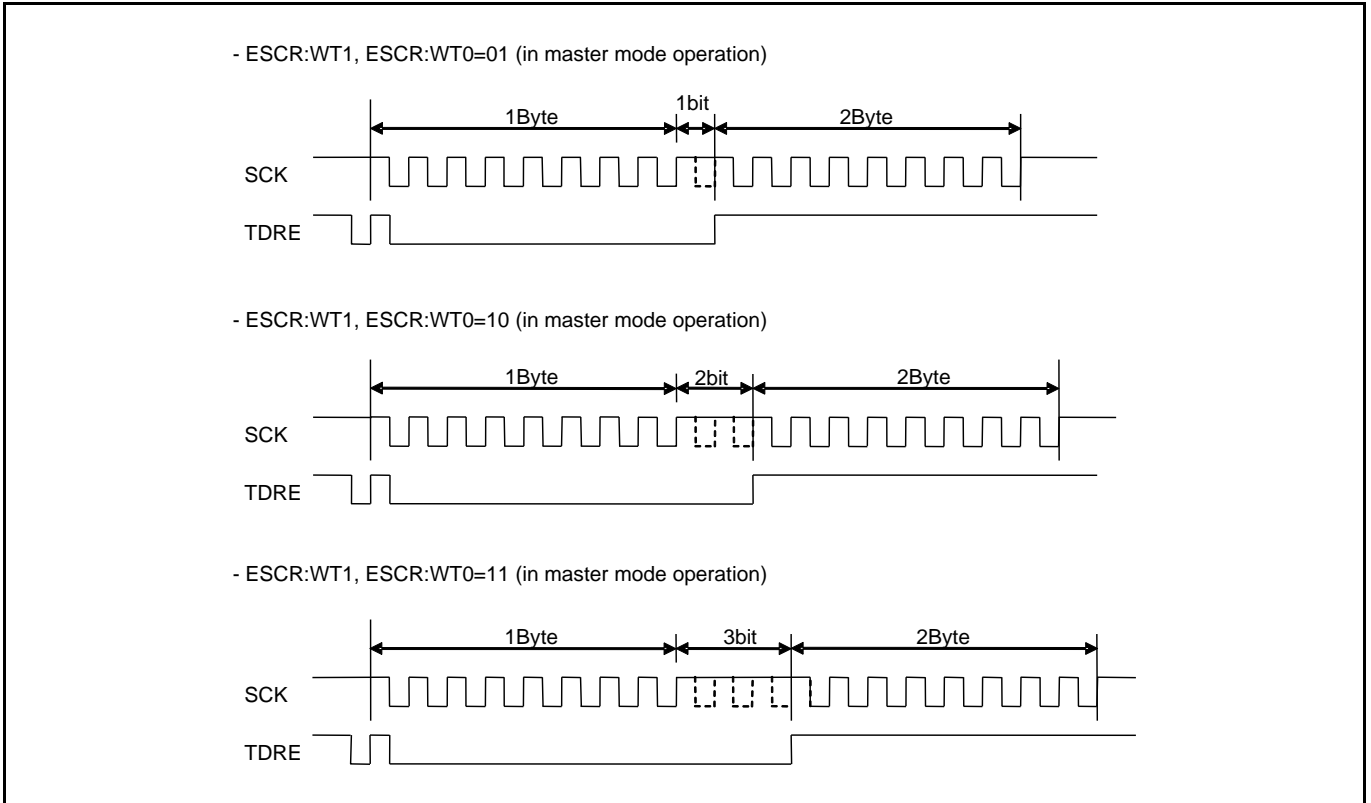 - ESCR:WT1, ESCR:WT0=01 (in master mode operation)
1Byte 1bit 2Byte
SCK
TDRE
- ESCR:WT1, ESCR:WT0=10 (in master mode operation)
1Byte 2bit 2Byte
SCK
TDRE
- ESCR:WT1, ESCR:WT0=11 (in master mode operation)
1Byte 3bit 2Byte
SCK
TDRE